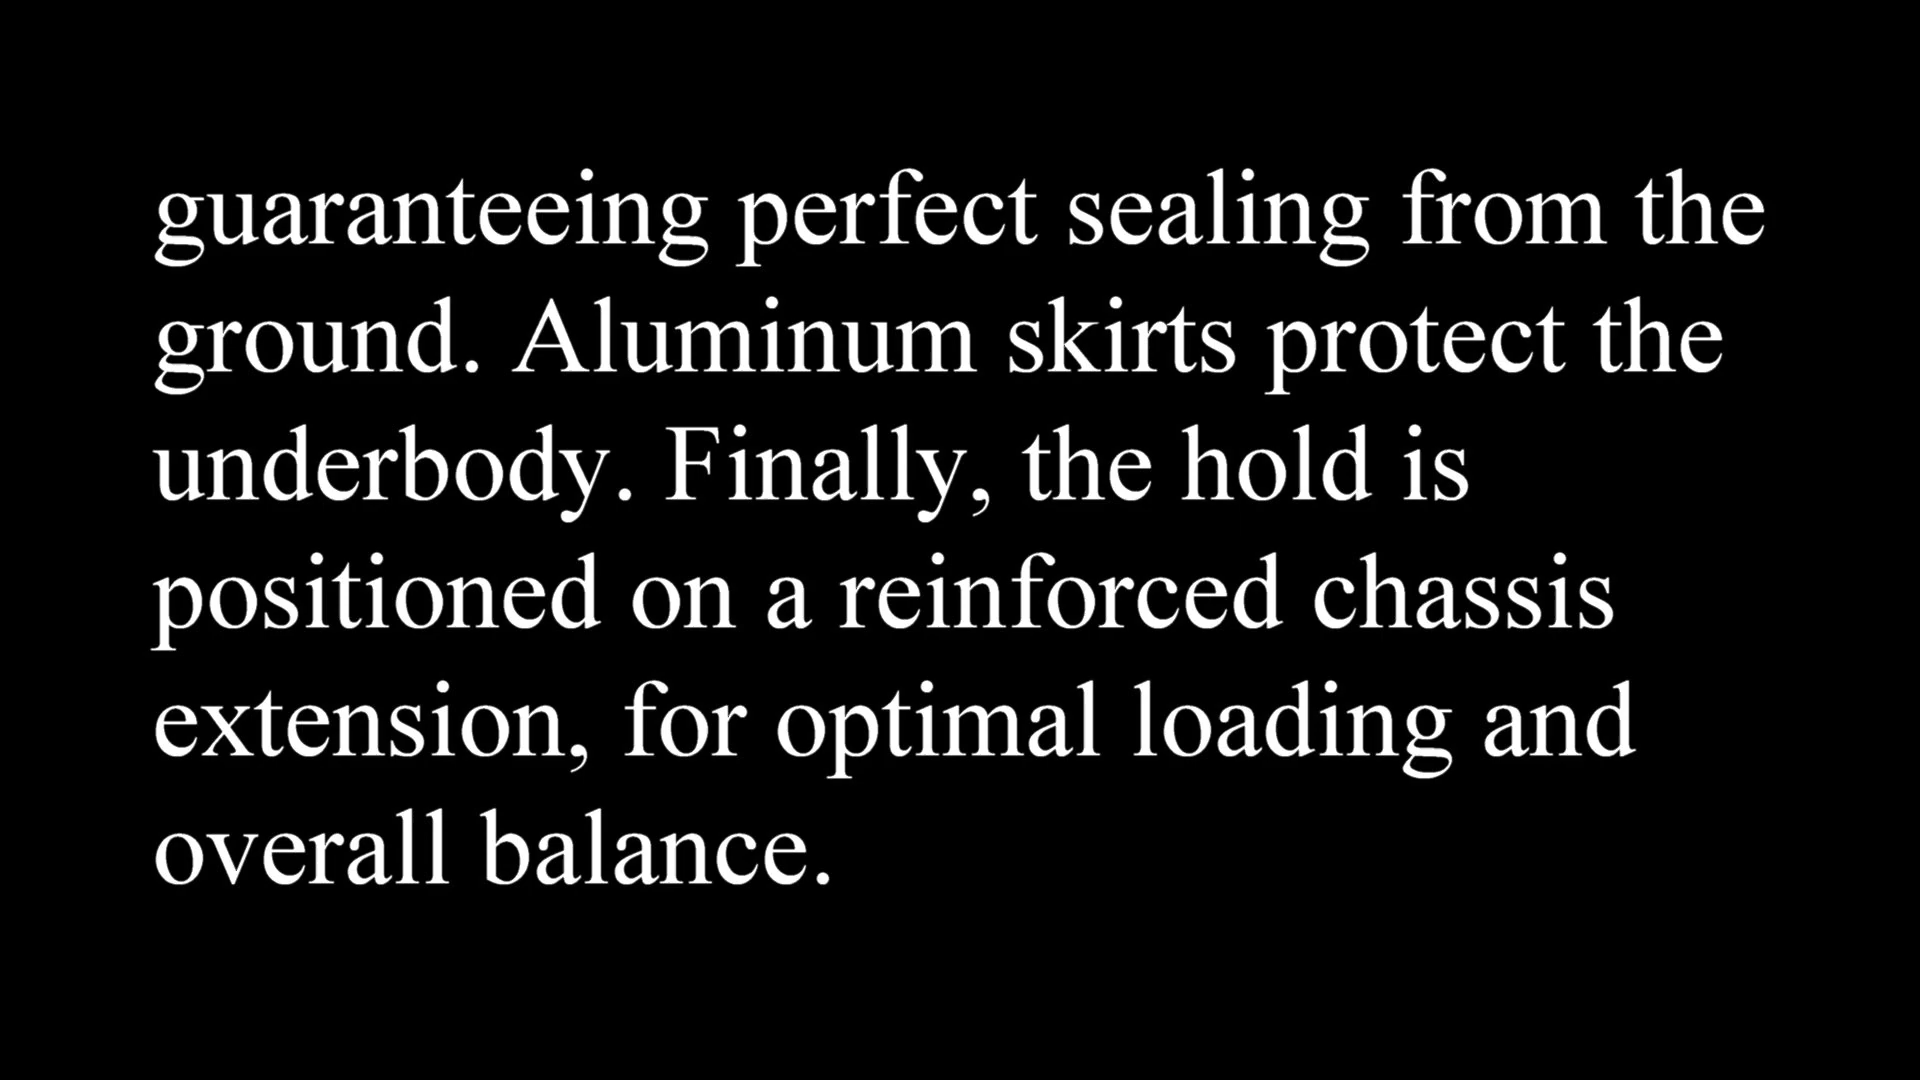 guaranteeing perfect sealing from the
ground. Aluminum skirts protect the
underbody. Finally, the hold is
positioned on a reinforced chassis
extension, for optimal loading and
overall balance.